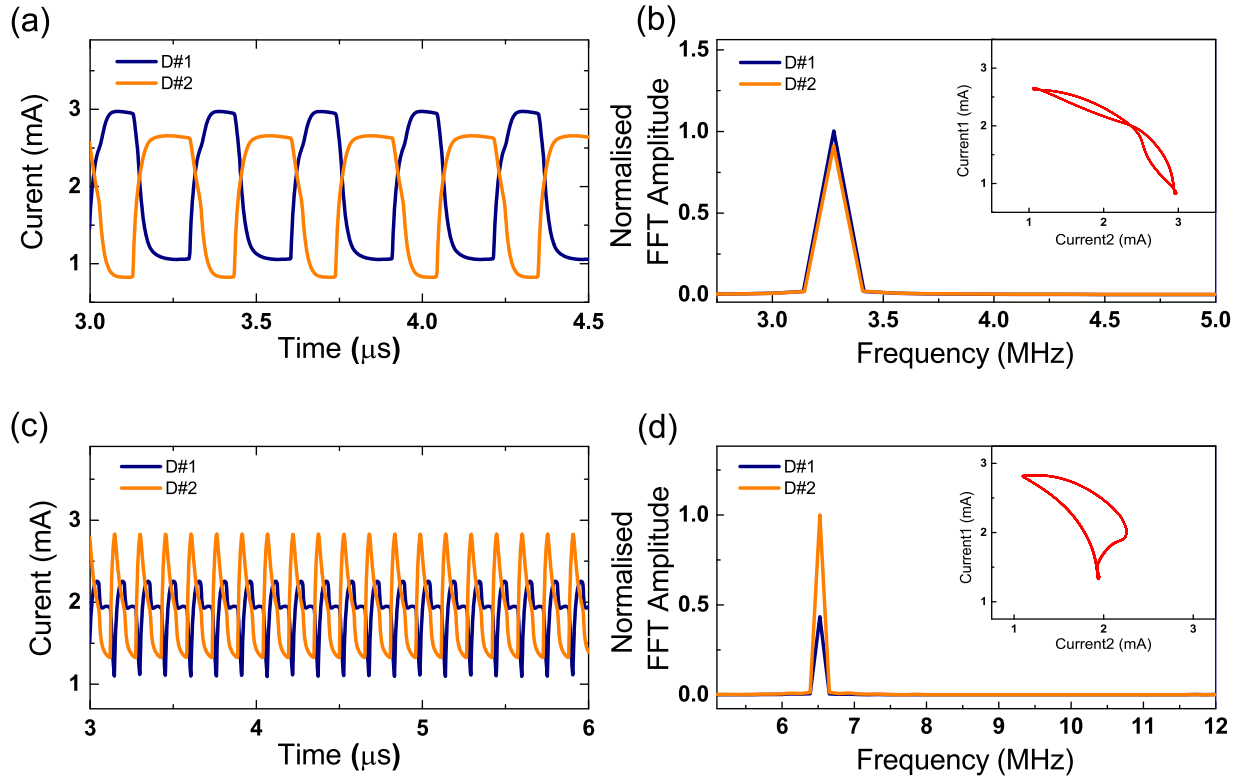 (a)
D#1
D#2
3
2
1
Curent (mA)
3.0
3.5
4.0
4.5
Time (μs)
(b)
D#1
D#2
1.5
1.0
0.5
0.0
Normalised
FFT Amplitude
3.0
3.5
4.0
4.5
5.0
Frequency (MHz)
3
2
1
Current1 (mA)
1
2
3
Current2 (mA)
(c)
D#1
D#2
3
2
1
Curent (mA)
3
4
5
6
Time (μs)
(d)
D#1
D#2
1.0
0.5
0.0
Normalised
FFT Amplitude
6
7
8
9
10
11
12
Frequency (MHz)
3
2
1
Current1 (mA)
1
2
3
Current2 (mA)